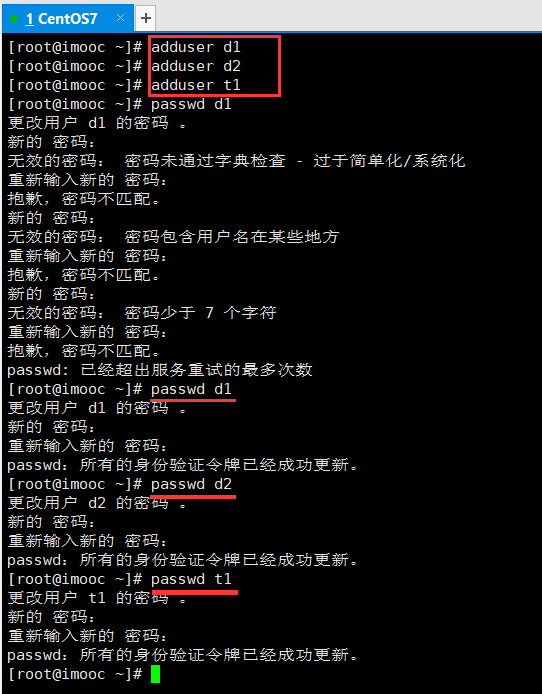 1 CentOS7 × +
[root@imooc ~]# adduser d1
[root@imooc ~]# adduser d2
[root@imooc ~]# adduser t1
[root@imooc ~]# passwd d1
更改用户 d1 的密码 。
新的 密码：
无效的密码： 密码未通过字典检查 - 过于简单化/系统化
重新输入新的 密码：
抱歉，密码不匹配。
新的 密码：
无效的密码： 密码包含用户名在某些地方
重新输入新的 密码：
抱歉，密码不匹配。
新的 密码：
无效的密码： 密码少于 7 个字符
重新输入新的 密码：
抱歉，密码不匹配。
passwd: 已经超出服务重试的最多次数
[root@imooc ~]# passwd d1
更改用户 d1 的密码 。
新的 密码：
重新输入新的 密码：
passwd：所有的身份验证令牌已经成功更新。
[root@imooc ~]# passwd d2
更改用户 d2 的密码 。
新的 密码：
重新输入新的 密码：
passwd：所有的身份验证令牌已经成功更新。
[root@imooc ~]# passwd t1
更改用户 t1 的密码 。
新的 密码：
重新输入新的 密码：
passwd：所有的身份验证令牌已经成功更新。
[root@imooc ~]#